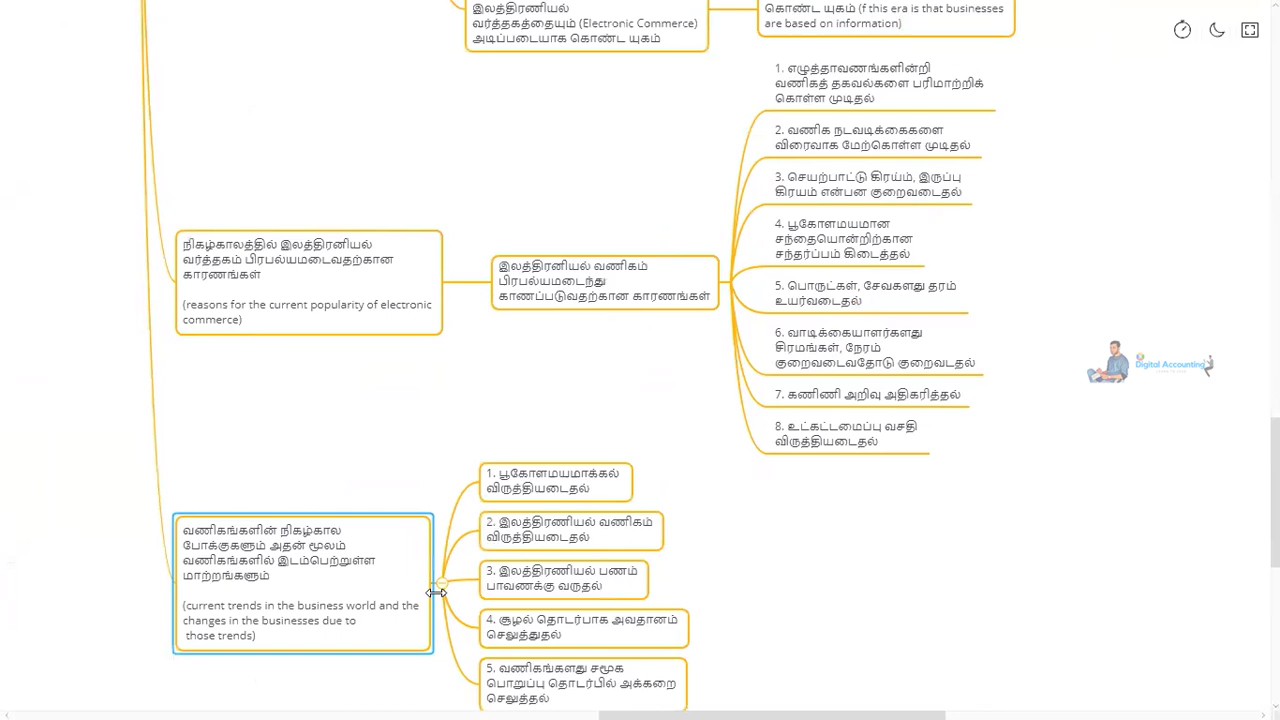 இலத்திரணியல்
வர்த்தகத்தையும் (Electronic Commerce)
அடிப்படையாக கொண்ட யுகம்
கொண்ட யுகம் (f this era is that businesses
are based on information)
1. எழுத்தாவணங்களின்றி
வணிகத் தகவல்களை பரிமாற்றிக்
கொள்ள முடிதல்
2. வணிக நடவடிக்கைகளை
விரைவாக மேற்கொள்ள முடிதல்
3. செயற்பாட்டு கிரய்ம், இருப்பு
கிரயம் என்பன குறைவடைதல்
4. பூகோளமயமான
சந்தையொன்றிற்கான
சந்தர்ப்பம் கிடைத்தல்
5. பொருட்கள், சேவகளது தரம்
உயர்வடைதல்
6. வாடிக்கையாளர்களது
சிரமங்கள், நேரம்
குறைவடைவதோடு குறைவடதல்
7. கணிணி அறிவு அதிகரித்தல்
8. உட்கட்டமைப்பு வசதி
விருத்தியடைதல்
நிகழ்காலத்தில் இலத்திரனியல்
வர்த்தகம் பிரபல்யமடைவதற்கான
காரணங்கள்
(reasons for the current popularity of electronic
commerce)
இலத்திரனியல் வணிகம்
பிரபல்யமடைந்து
காணப்படுவதற்கான காரணங்கள்
Digital Accounting
வணிகங்களின் நிகழ்கால
போக்குகளும் அதன் மூலம்
வணிகங்களில் இடம்பெற்றுள்ள
மாற்றங்களும்
(current trends in the business world and the
changes in the businesses due to
those trends)
1. பூகோளமயமாக்கல்
விருத்தியடைதல்
2. இலத்திரணியல் வணிகம்
விருத்தியடைதல்
3. இலத்திரணியல் பணம்
பாவணக்கு வருதல்
4. சூழல் தொடர்பாக அவதானம்
செலுத்துதல்
5. வணிகங்களது சமூக
பொறுப்பு தொடர்பில் அக்கறை
செலுத்தல்